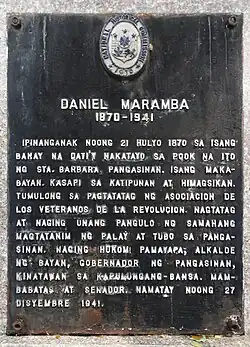 DANIEL MARAMBA
1870-1941
IPINANGANAK NOONG 21 HULYO 1870 SA ISANG
BAHAY NA DATI'Y NAKATAYO SA POOK NA ITO
NG STA. BARBARA, PANGASINAN. ISANG MAKA-
BAYAN. KASAPI SA KATIPUNAN AT HIMAGSIKAN.
TUMULONG SA PAGTATATAG NG ASOCIACION DE
LOS VETERANOS DE LA REVOLUCION. NAGTATAG
AT NAGING UNANG PANGULO NG SAMAHANG
MAGTATANIM NG PALAY AT TUBO SA PANGA-
SINAN. NAGING HUKOM PAMAYAPA; ALKALDE
NG BAYAN, GOBERNADOR NG PANGASINAN,
KINATAWAN SA KAPULUNGANG-BANSA, MAM-
BABATAS AT SENADOR. NAMATAY NOONG 27
DISYEMBRE 1941.